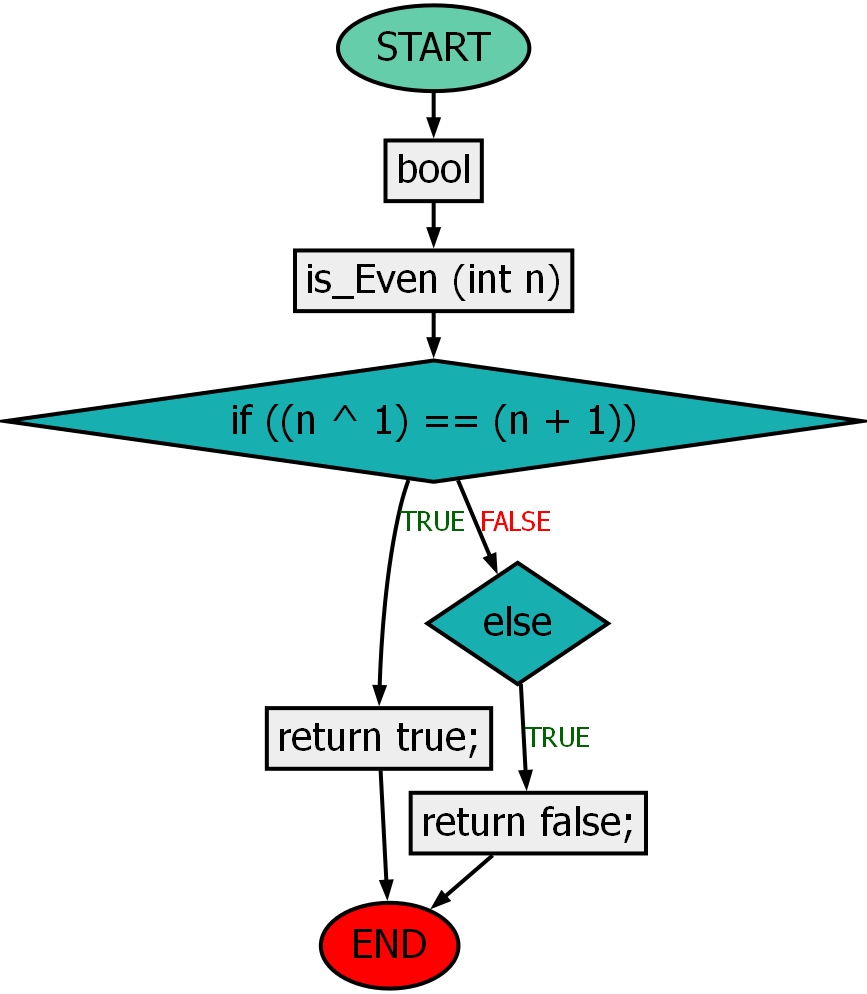 START
bool
is_Even (int n)
if ((n ^ 1) == (n + 1))
TRUE
FALSE
else
return true;
TRUE
return false;
END